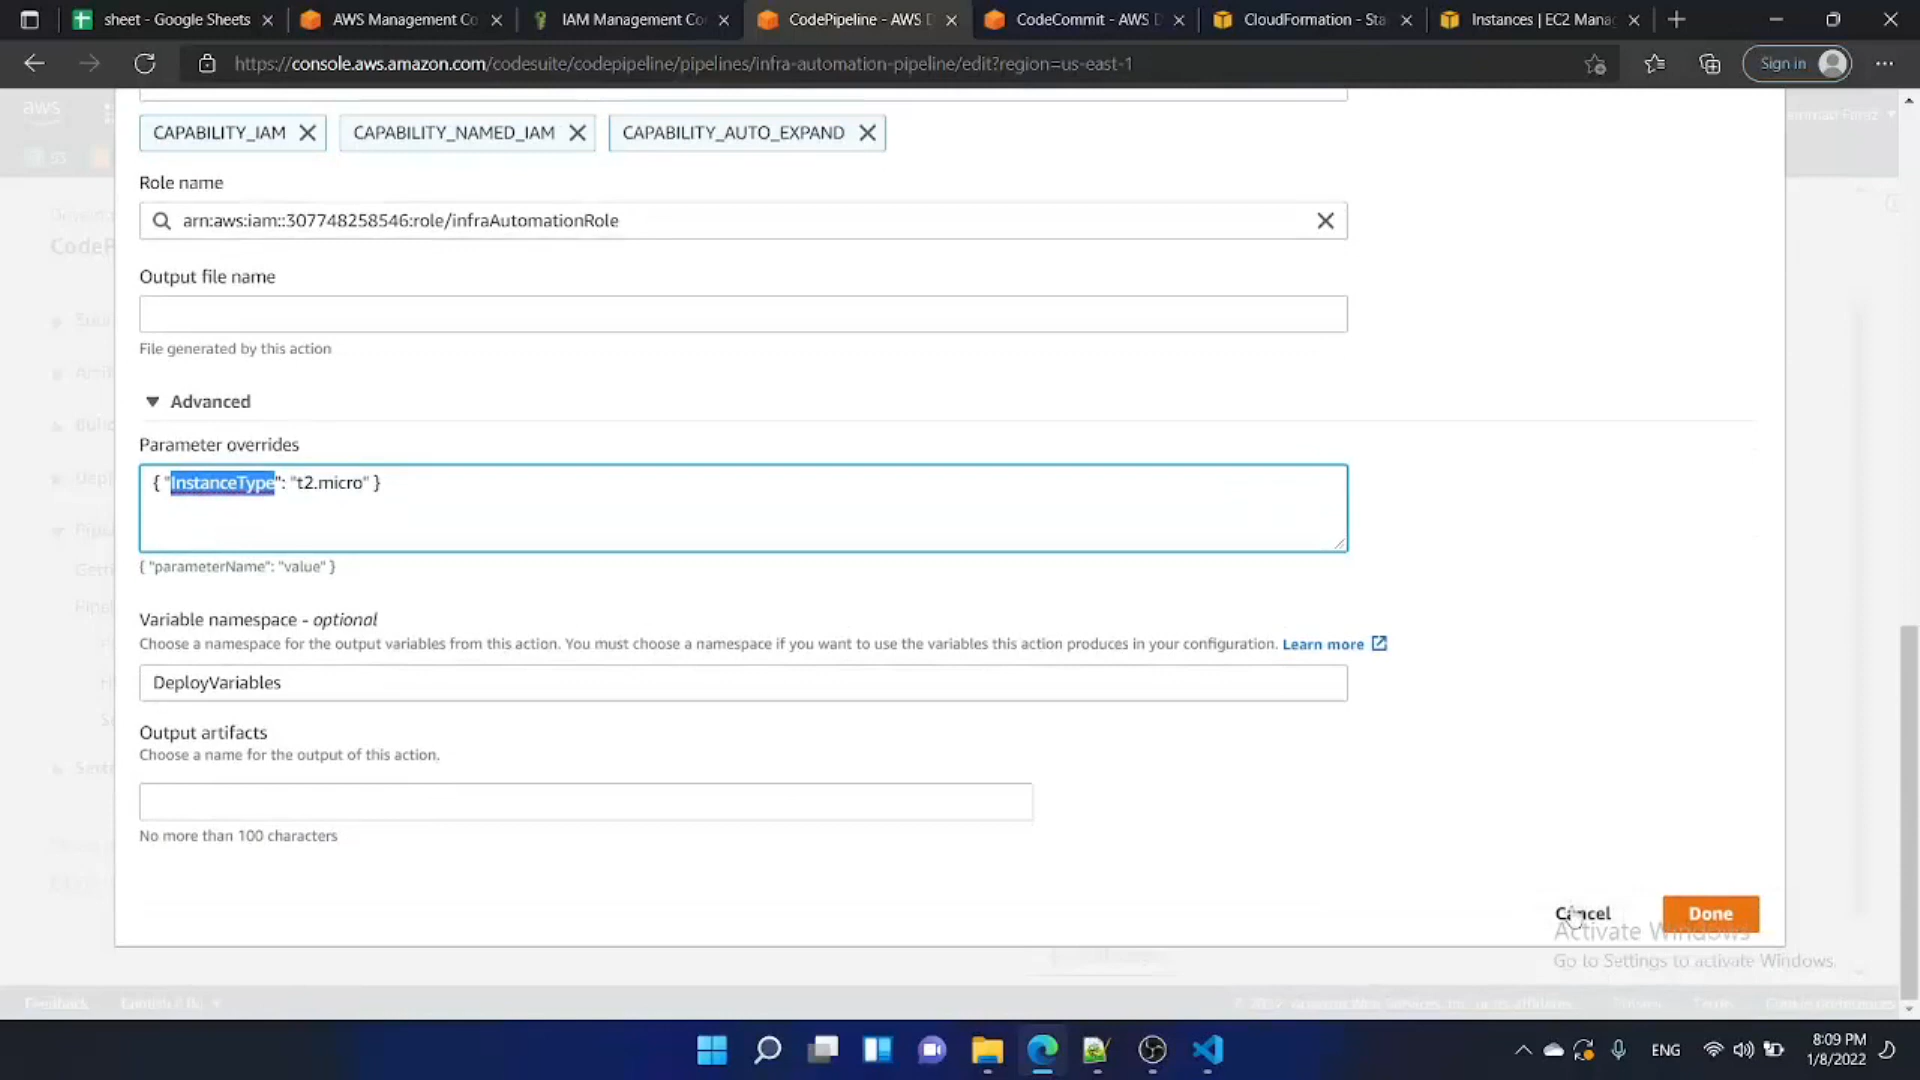 sheet - Google Sheets
AWS Management Co
IAM Management Co
CodePipeline - AWS D
CodeCommit - AWS D
CloudFormation - Sta
Instances | EC2 Mana
https://console.aws.amazon.com/codesuite/codepipeline/pipelines/infra-automation-pipeline/edit?region=us-east-1
Sign in
aws
CAPABILITY_IAM
CAPABILITY_NAMED_IAM
CAPABILITY_AUTO_EXPAND
Role name
arn:aws:iam::307748258546:role/infraAutomationRole
Output file name
File generated by this action
Advanced
Parameter overrides
{ "InstanceType": "t2.micro" }
{ "parameterName": "value" }
Variable namespace - optional
Choose a namespace for the output variables from this action. You must choose a namespace if you want to use the variables this action produces in your configuration. Learn more
DeployVariables
Output artifacts
Choose a name for the output of this action.
No more than 100 characters
Cancel
Done
Activate Windows
Go to Settings to activate Windows.
Feedback
ENG
8:09 PM
1/8/2022